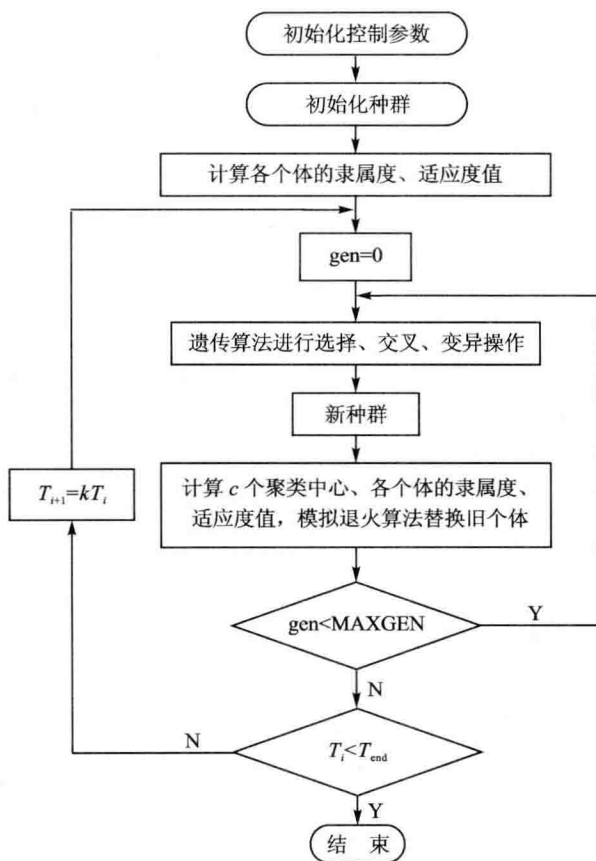 初始化控制参数
初始化种群
计算各个体的隶属度、适应度值
gen=0
遗传算法进行选择、交叉、变异操作
新种群
T_{i+1}=kT_i
计算 c 个聚类中心、各个体的隶属度、
适应度值，模拟退火算法替换旧个体
gen<MAXGEN
Y
N
N
T_i<T_{end}
Y
结 束